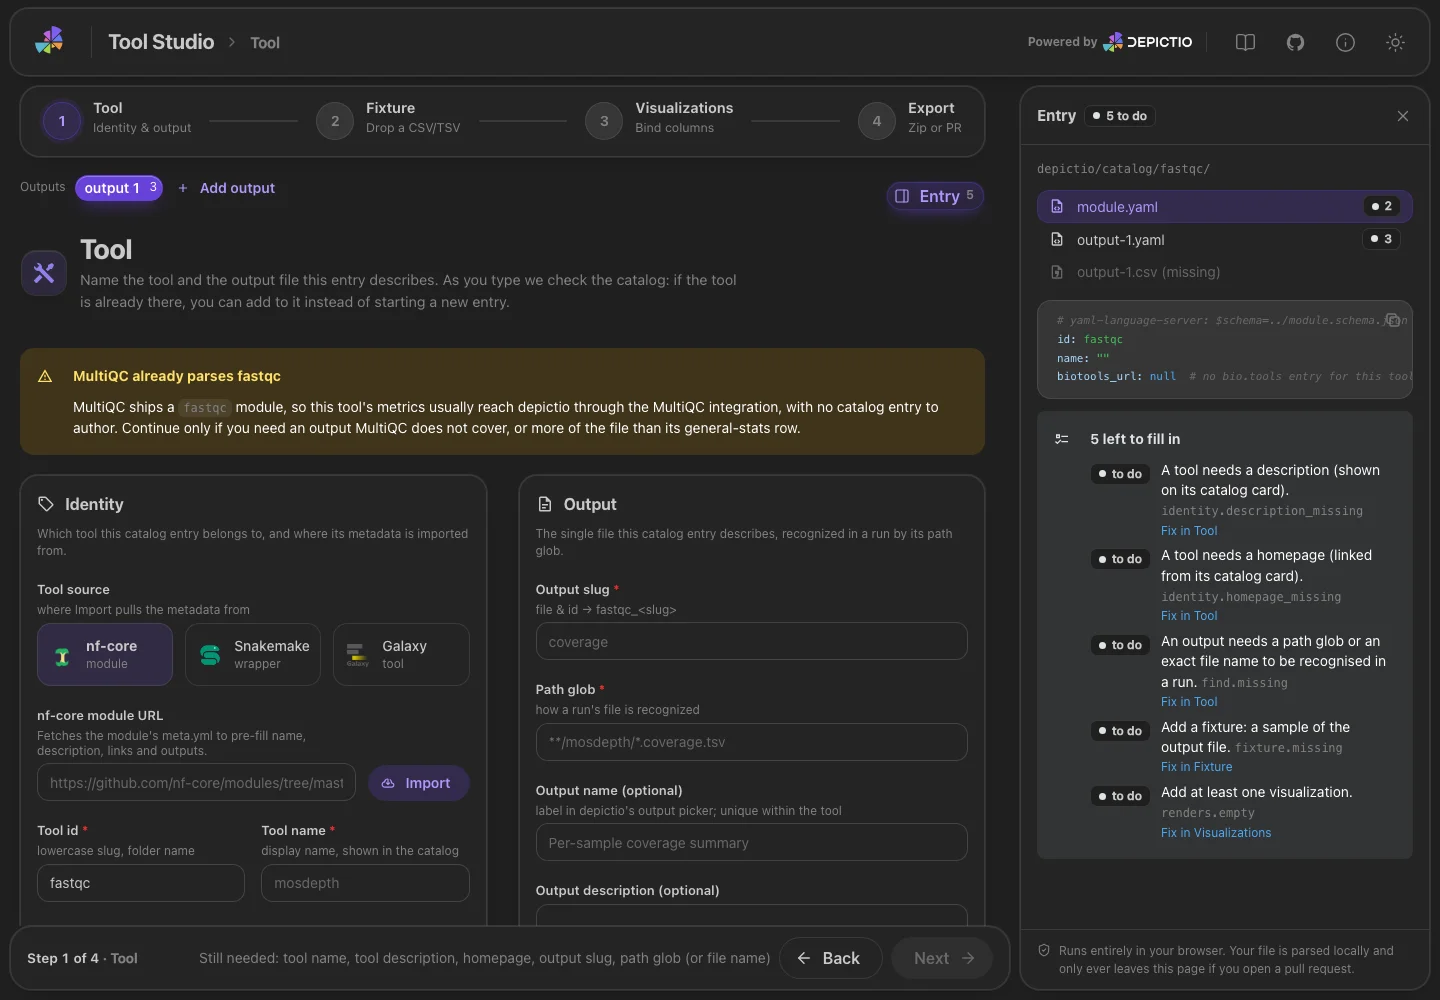 Tool Studio > Tool
Powered by DEPICTIO
1 Tool
Identity & output
2 Fixture
Drop a CSV/TSV
3 Visualizations
Bind columns
4 Export
Zip or PR
Outputs output 1 3 + Add output
Entry 5
Tool
Name the tool and the output file this entry describes. As you type we check the catalog: if the tool
is already there, you can add to it instead of starting a new entry.
MultiQC already parses fastqc
MultiQC ships a fastqc module, so this tool's metrics usually reach depictio through the MultiQC integration, with no catalog entry to
author. Continue only if you need an output MultiQC does not cover, or more of the file than its general-stats row.
Identity
Which tool this catalog entry belongs to, and where its metadata is imported
from.
Tool source
where Import pulls the metadata from
nf-core
module
Snakemake
wrapper
Galaxy
Galaxy
tool
nf-core module URL
Fetches the module's meta.yml to pre-fill name,
description, links and outputs.
https://github.com/nf-core/modules/tree/mast
Import
Tool id *
lowercase slug, folder name
fastqc
Tool name *
display name, shown in the catalog
mosdepth
Output
The single file this catalog entry describes, recognized in a run by its path
glob.
Output slug *
file & id → fastqc_<slug>
coverage
Path glob *
how a run's file is recognized
**/mosdepth/*.coverage.tsv
Output name (optional)
label in depictio's output picker; unique within the tool
Per-sample coverage summary
Output description (optional)
Step 1 of 4 · Tool
Still needed: tool name, tool description, homepage, output slug, path glob (or file name)
← Back
Next →
Entry 5 to do
depictio/catalog/fastqc/
module.yaml 2
output-1.yaml 3
output-1.csv (missing)
# yaml-language-server: $schema=../module.schema.json
id: fastqc
name: ""
biotools_url: null # no bio.tools entry for this tool
5 left to fill in
to do A tool needs a description (shown
on its catalog card).
identity.description_missing
Fix in Tool
to do A tool needs a homepage (linked
from its catalog card).
identity.homepage_missing
Fix in Tool
to do An output needs a path glob or an
exact file name to be recognised in
a run. find.missing
Fix in Tool
to do Add a fixture: a sample of the
output file. fixture.missing
Fix in Fixture
to do Add at least one visualization.
renders.empty
Fix in Visualizations
Runs entirely in your browser. Your file is parsed locally and
only ever leaves this page if you open a pull request.